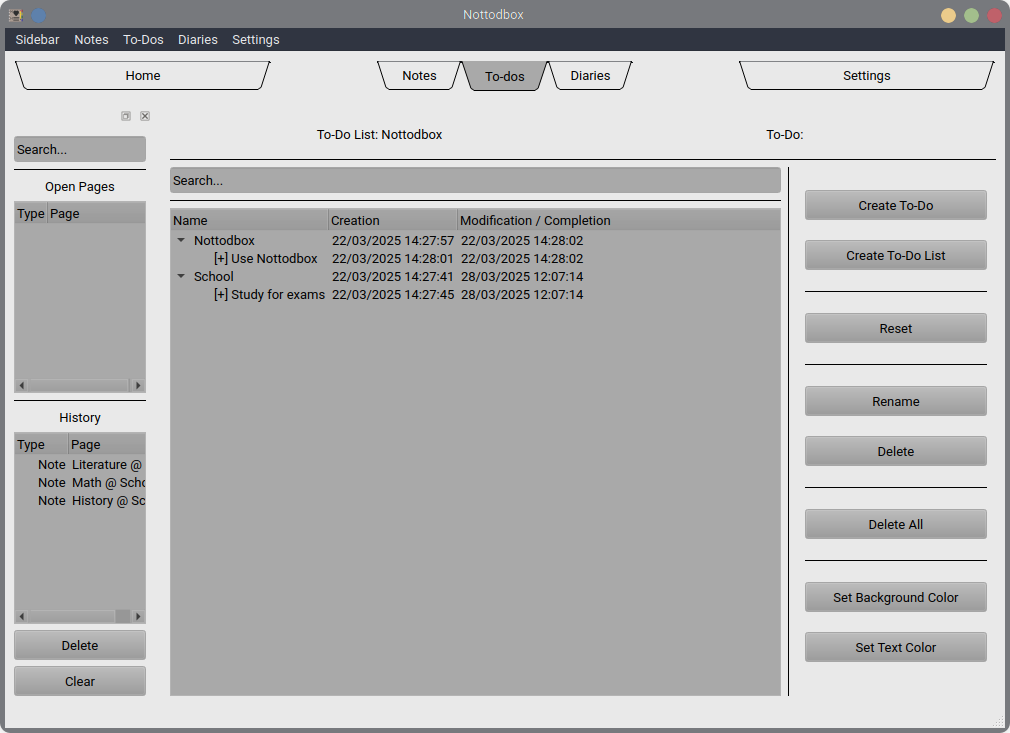 Nottodbox
Sidebar Notes To-Dos Diaries Settings
Home Notes To-dos Diaries Settings
To-Do List: Nottodbox To-Do:
Search...
Open Pages
Type Page
History
Type Page
Note Literature @
Note Math @ Scho
Note History @ Sc
Delete
Clear
Search...
Name Creation Modification / Completion
Nottodbox 22/03/2025 14:27:57 22/03/2025 14:28:02
[+] Use Nottodbox 22/03/2025 14:28:01 22/03/2025 14:28:02
School 22/03/2025 14:27:41 28/03/2025 12:07:14
[+] Study for exams 22/03/2025 14:27:45 28/03/2025 12:07:14
Create To-Do
Create To-Do List
Reset
Rename
Delete
Delete All
Set Background Color
Set Text Color